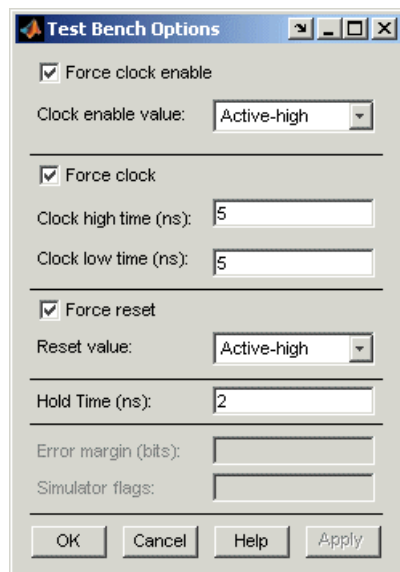 Test Bench Options
Force clock enable
Clock enable value: Active-high
Force clock
Clock high time (ns): 5
Clock low time (ns): 5
Force reset
Reset value: Active-high
Hold Time (ns): 2
Error margin (bits):
Simulator flags:
OK Cancel Help Apply